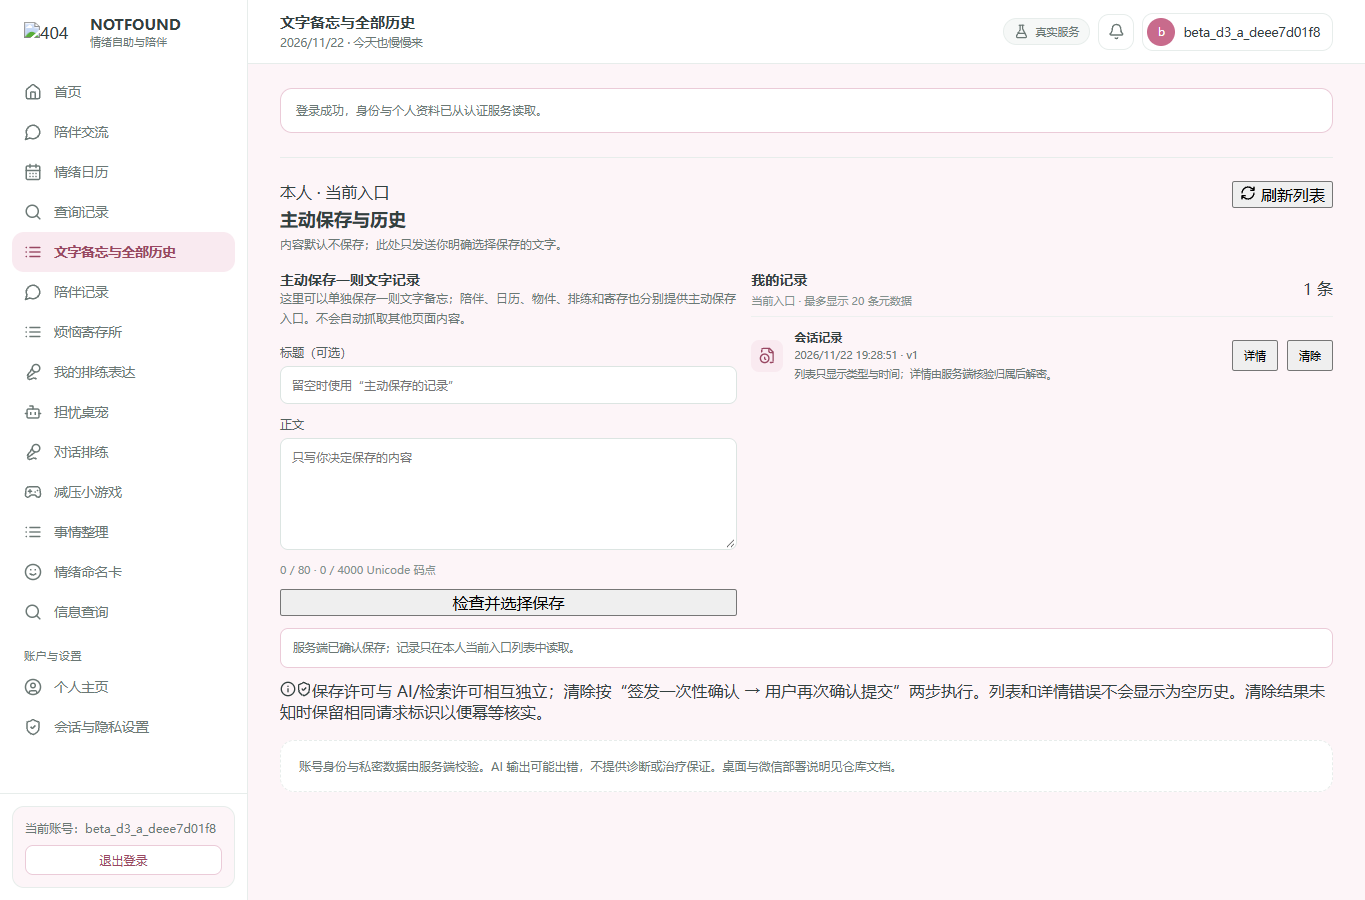 404
NOTFOUND
情绪自助与陪伴
首页
陪伴交流
情绪日历
查询记录
文字备忘与全部历史
陪伴记录
烦恼寄存所
我的排练表达
担忧桌宠
对话排练
减压小游戏
事情整理
情绪命名卡
信息查询
账户与设置
个人主页
会话与隐私设置
当前账号：beta_d3_a_deee7d01f8
退出登录
文字备忘与全部历史
2026/11/22 · 今天也慢慢来
真实服务
b
beta_d3_a_deee7d01f8
登录成功，身份与个人资料已从认证服务读取。
本人 · 当前入口
主动保存与历史
内容默认不保存；此处只发送你明确选择保存的文字。
刷新列表
主动保存一则文字记录
这里可以单独保存一则文字备忘；陪伴、日历、物件、排练和寄存也分别提供主动保存
入口。不会自动抓取其他页面内容。
标题（可选）
留空时使用“主动保存的记录”
正文
只写你决定保存的内容
0 / 80 · 0 / 4000 Unicode 码点
检查并选择保存
我的记录
当前入口 · 最多显示 20 条元数据
1 条
会话记录
2026/11/22 19:28:51 · v1
列表只显示类型与时间；详情由服务端核验归属后解密。
详情
清除
服务端已确认保存；记录只在本人当前入口列表中读取。
保存许可与 AI/检索许可相互独立；清除按“签发一次性确认 → 用户再次确认提交”两步执行。列表和详情错误不会显示为空历史。清除结果未
知时保留相同请求标识以便幂等核实。
账号身份与私密数据由服务端校验。AI 输出可能出错，不提供诊断或治疗保证。桌面与微信部署说明见仓库文档。